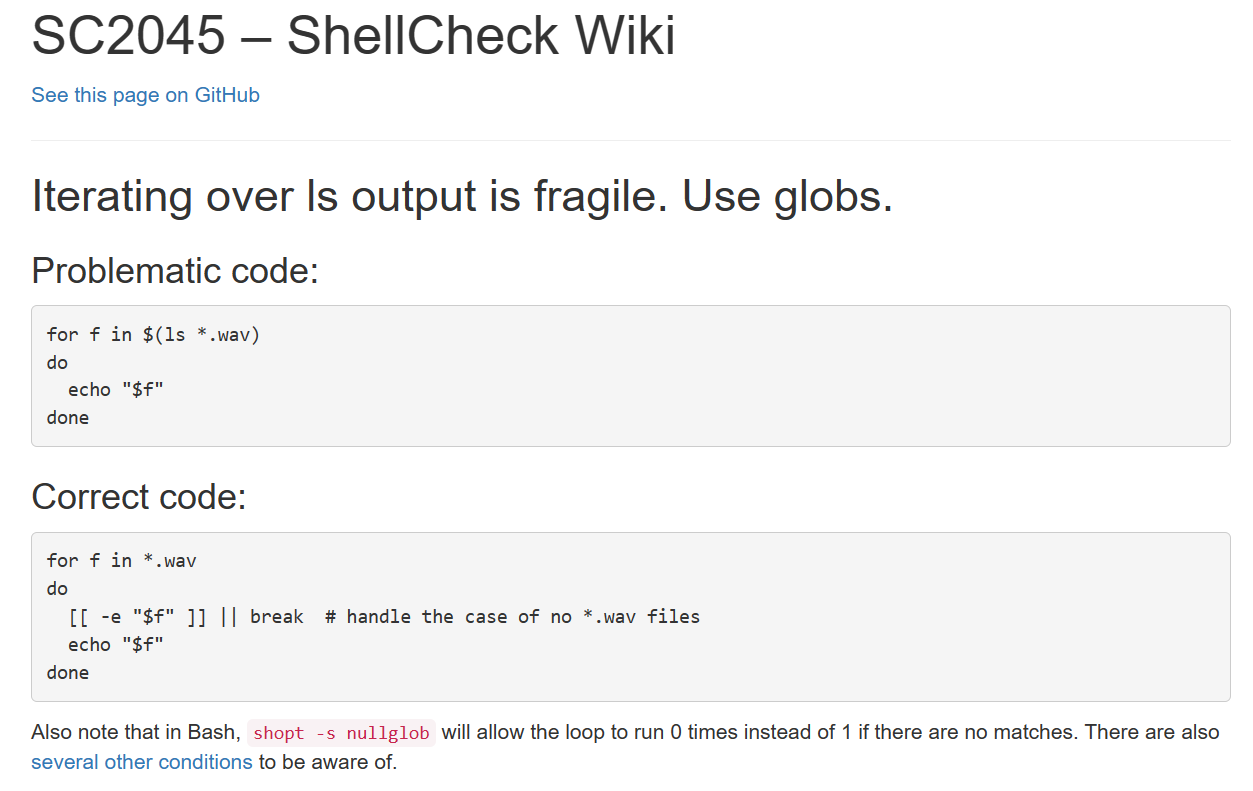 SC2045 – ShellCheck Wiki
See this page on GitHub
Iterating over ls output is fragile. Use globs.
Problematic code:
for f in $(ls *.wav)
do
  echo "$f"
done
Correct code:
for f in *.wav
do
  [[ -e "$f" ]] || break  # handle the case of no *.wav files
  echo "$f"
done
Also note that in Bash, shopt -s nullglob will allow the loop to run 0 times instead of 1 if there are no matches. There are also
several other conditions to be aware of.